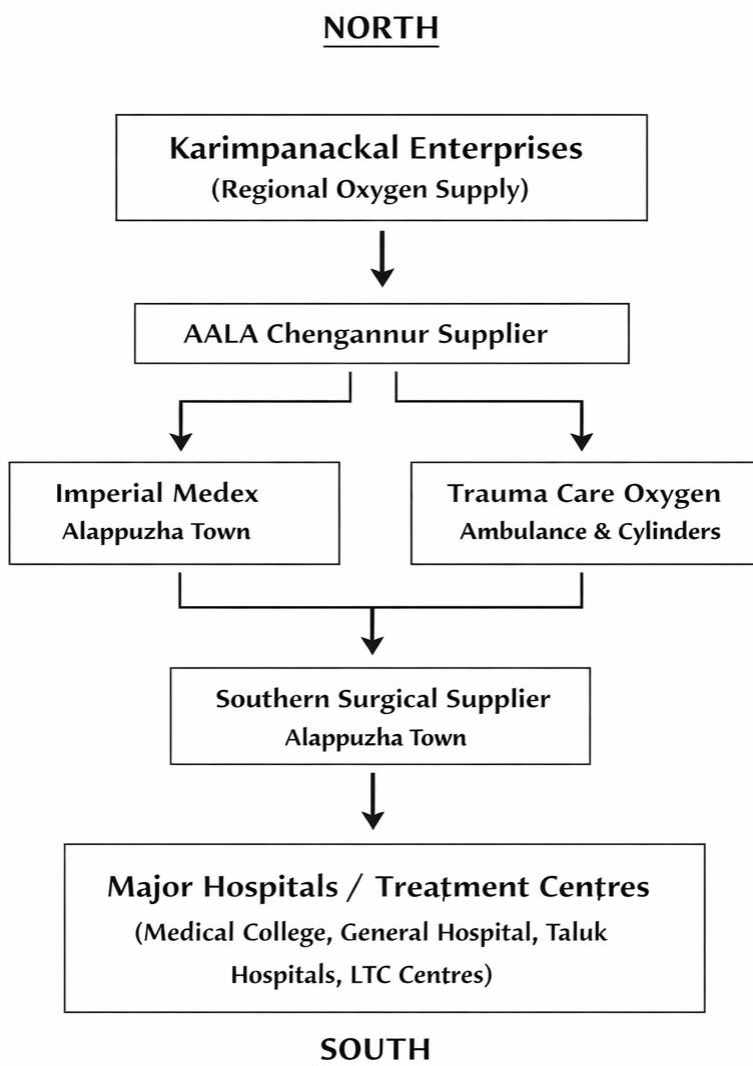 NORTH
Karimpanackal Enterprises
(Regional Oxygen Supply)
AALA Chengannur Supplier
Imperial Medex
Alappuzha Town
Trauma Care Oxygen
Ambulance & Cylinders
Southern Surgical Supplier
Alappuzha Town
Major Hospitals / Treatment Centres
(Medical College, General Hospital, Taluk
Hospitals, LTC Centres)
SOUTH